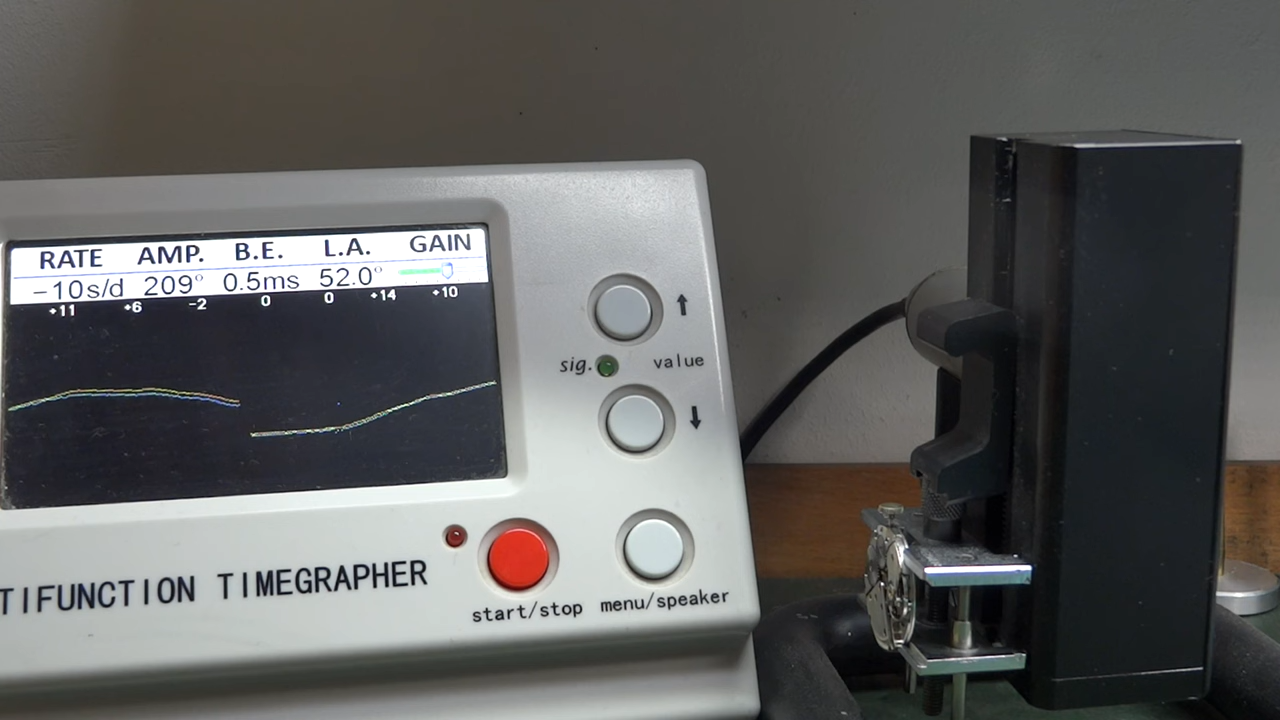 RATE AMP. B.E. L.A. GAIN
-10s/d 209° 0.5ms 52.0°
+11 +6 -2 0 0 +14 +10
sig. value
TIFUNCTION TIMEGRAPHER
start/stop menu/speaker